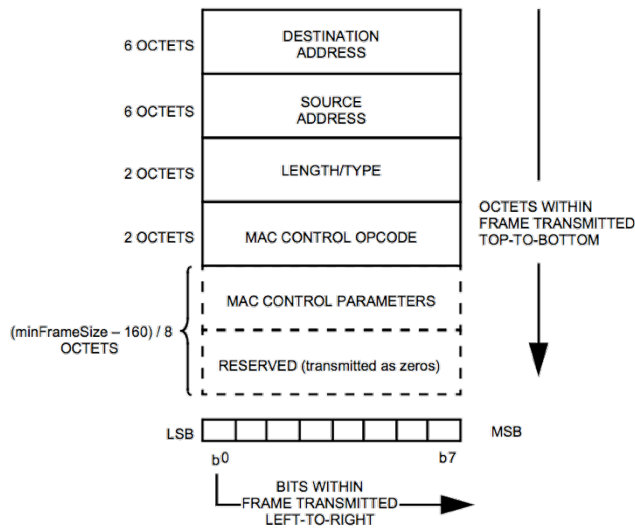 6 OCTETS
DESTINATION
ADDRESS
6 OCTETS
SOURCE
ADDRESS
2 OCTETS
LENGTH/TYPE
2 OCTETS
MAC CONTROL OPCODE
OCTETS WITHIN
FRAME TRANSMITTED
TOP-TO-BOTTOM
MAC CONTROL PARAMETERS
(minFrameSize – 160) / 8
OCTETS
RESERVED (transmitted as zeros)
LSB
MSB
b0
b7
BITS WITHIN
FRAME TRANSMITTED
LEFT-TO-RIGHT